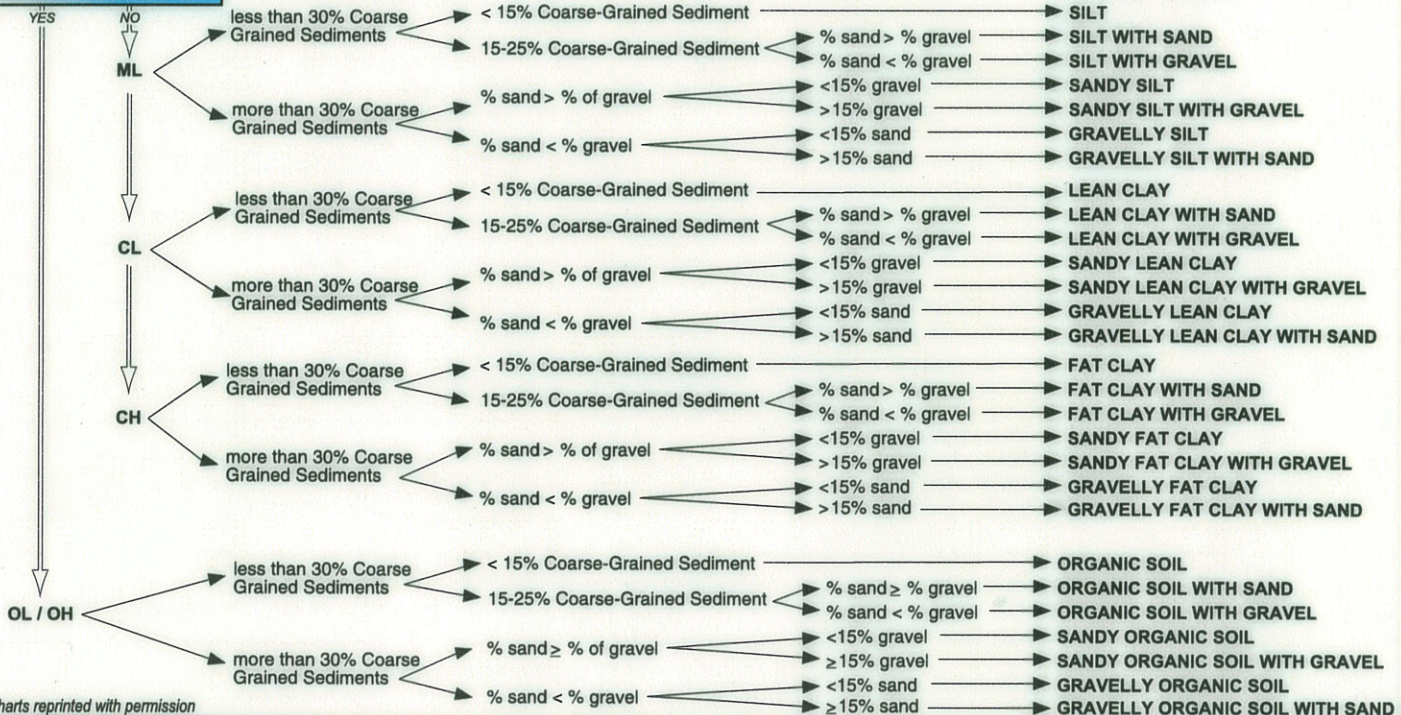 YES NO
less than 30% Coarse
Grained Sediments
< 15% Coarse-Grained Sediment
SILT
15-25% Coarse-Grained Sediment
% sand > % gravel
SILT WITH SAND
% sand < % gravel
SILT WITH GRAVEL
ML
more than 30% Coarse
Grained Sediments
% sand > % of gravel
<15% gravel
SANDY SILT
>15% gravel
SANDY SILT WITH GRAVEL
% sand < % gravel
<15% sand
GRAVELLY SILT
>15% sand
GRAVELLY SILT WITH SAND
less than 30% Coarse
Grained Sediments
< 15% Coarse-Grained Sediment
LEAN CLAY
15-25% Coarse-Grained Sediment
% sand > % gravel
LEAN CLAY WITH SAND
% sand < % gravel
LEAN CLAY WITH GRAVEL
CL
more than 30% Coarse
Grained Sediments
% sand > % of gravel
<15% gravel
SANDY LEAN CLAY
>15% gravel
SANDY LEAN CLAY WITH GRAVEL
% sand < % gravel
<15% sand
GRAVELLY LEAN CLAY
>15% sand
GRAVELLY LEAN CLAY WITH SAND
less than 30% Coarse
Grained Sediments
< 15% Coarse-Grained Sediment
FAT CLAY
15-25% Coarse-Grained Sediment
% sand > % gravel
FAT CLAY WITH SAND
% sand < % gravel
FAT CLAY WITH GRAVEL
CH
more than 30% Coarse
Grained Sediments
% sand > % of gravel
<15% gravel
SANDY FAT CLAY
>15% gravel
SANDY FAT CLAY WITH GRAVEL
% sand < % gravel
<15% sand
GRAVELLY FAT CLAY
>15% sand
GRAVELLY FAT CLAY WITH SAND
less than 30% Coarse
Grained Sediments
< 15% Coarse-Grained Sediment
ORGANIC SOIL
15-25% Coarse-Grained Sediment
% sand ≥ % gravel
ORGANIC SOIL WITH SAND
% sand < % gravel
ORGANIC SOIL WITH GRAVEL
OL / OH
more than 30% Coarse
Grained Sediments
% sand ≥ % of gravel
<15% gravel
SANDY ORGANIC SOIL
≥15% gravel
SANDY ORGANIC SOIL WITH GRAVEL
% sand < % gravel
<15% sand
GRAVELLY ORGANIC SOIL
≥15% sand
GRAVELLY ORGANIC SOIL WITH SAND
harts reprinted with permission